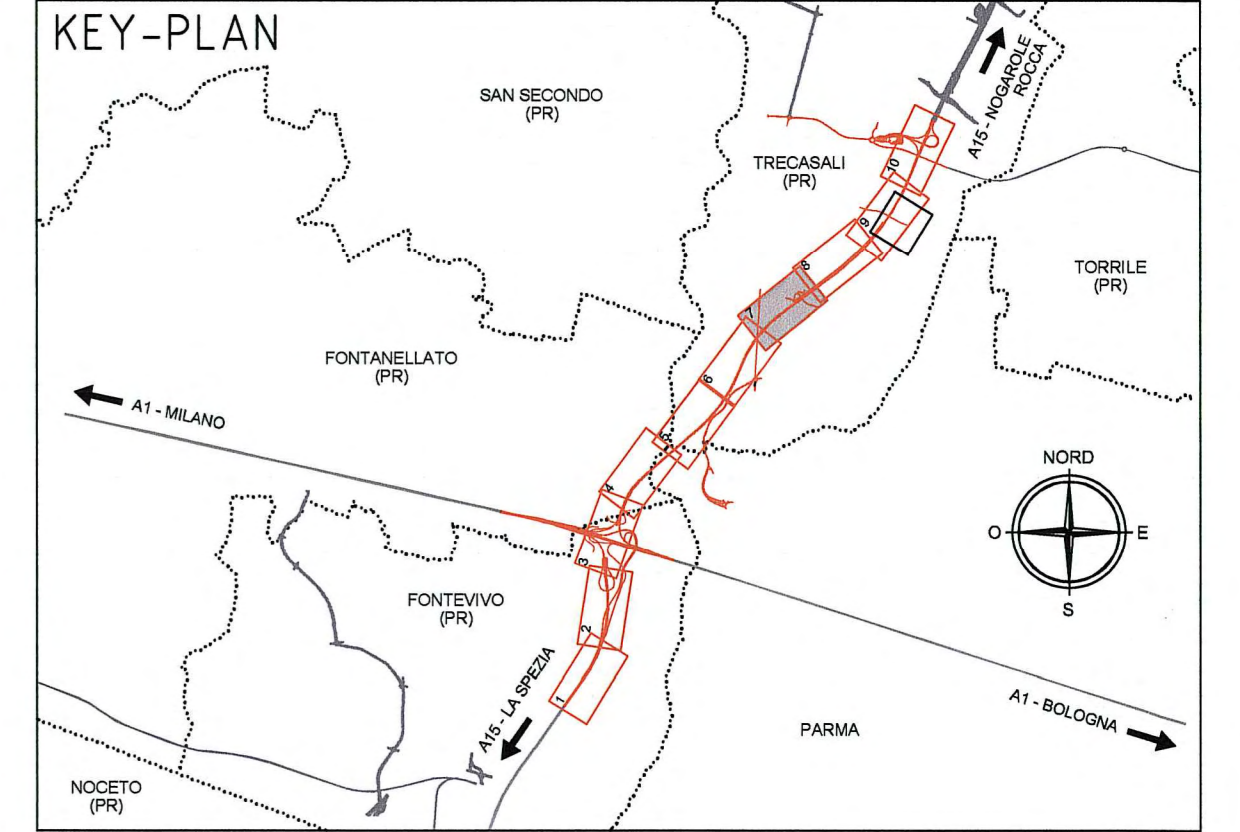 KEY-PLAN
SAN SECONDO
(PR)
A15 - NOGAROLE
ROCCA
TRECASALI
(PR)
10
9
TORRILE
(PR)
8
7
FONTANELLATO
(PR)
6
A1 - MILANO
5
NORD
4
O
E
S
3
FONTEVIVO
(PR)
2
A15 - LA SPEZIA
1
A1 - BOLOGNA
PARMA
NOCETO
(PR)